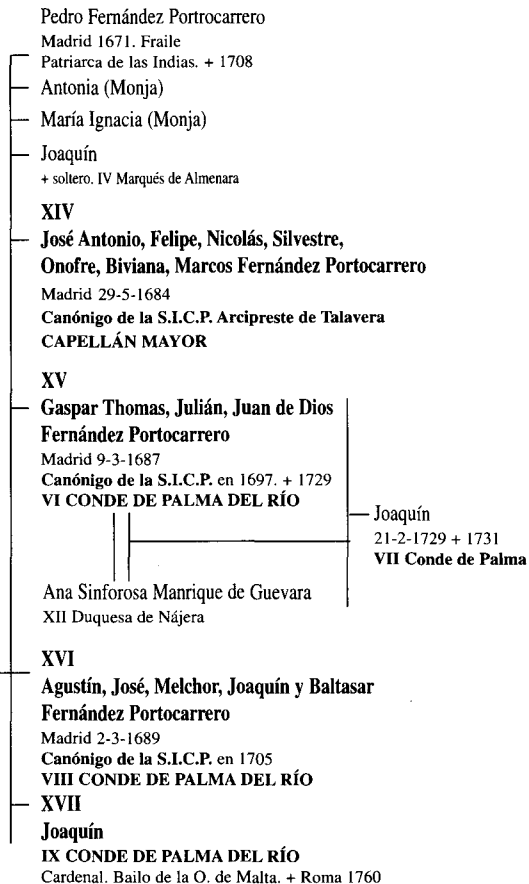 Pedro Fernández Portrocarrero
Madrid 1671. Fraile
Patriarca de las Indias. + 1708
Antonia (Monja)
María Ignacia (Monja)
Joaquín
+ soltero. IV Marqués de Almenara
XIV
José Antonio, Felipe, Nicolás, Silvestre,
Onofre, Biviana, Marcos Fernández Portocarrero
Madrid 29-5-1684
Canónigo de la S.I.C.P. Arcipreste de Talavera
CAPELLÁN MAYOR
XV
Gaspar Thomas, Julián, Juan de Dios
Fernández Portocarrero
Madrid 9-3-1687
Canónigo de la S.I.C.P. en 1697. + 1729
VI CONDE DE PALMA DEL RÍO
Joaquín
21-2-1729 + 1731
VII Conde de Palma
Ana Sinforosa Manrique de Guevara
XII Duquesa de Nájera
XVI
Agustín, José, Melchor, Joaquín y Baltasar
Fernández Portocarrero
Madrid 2-3-1689
Canónigo de la S.I.C.P. en 1705
VIII CONDE DE PALMA DEL RÍO
XVII
Joaquín
IX CONDE DE PALMA DEL RÍO
Cardenal. Bailo de la O. de Malta. + Roma 1760